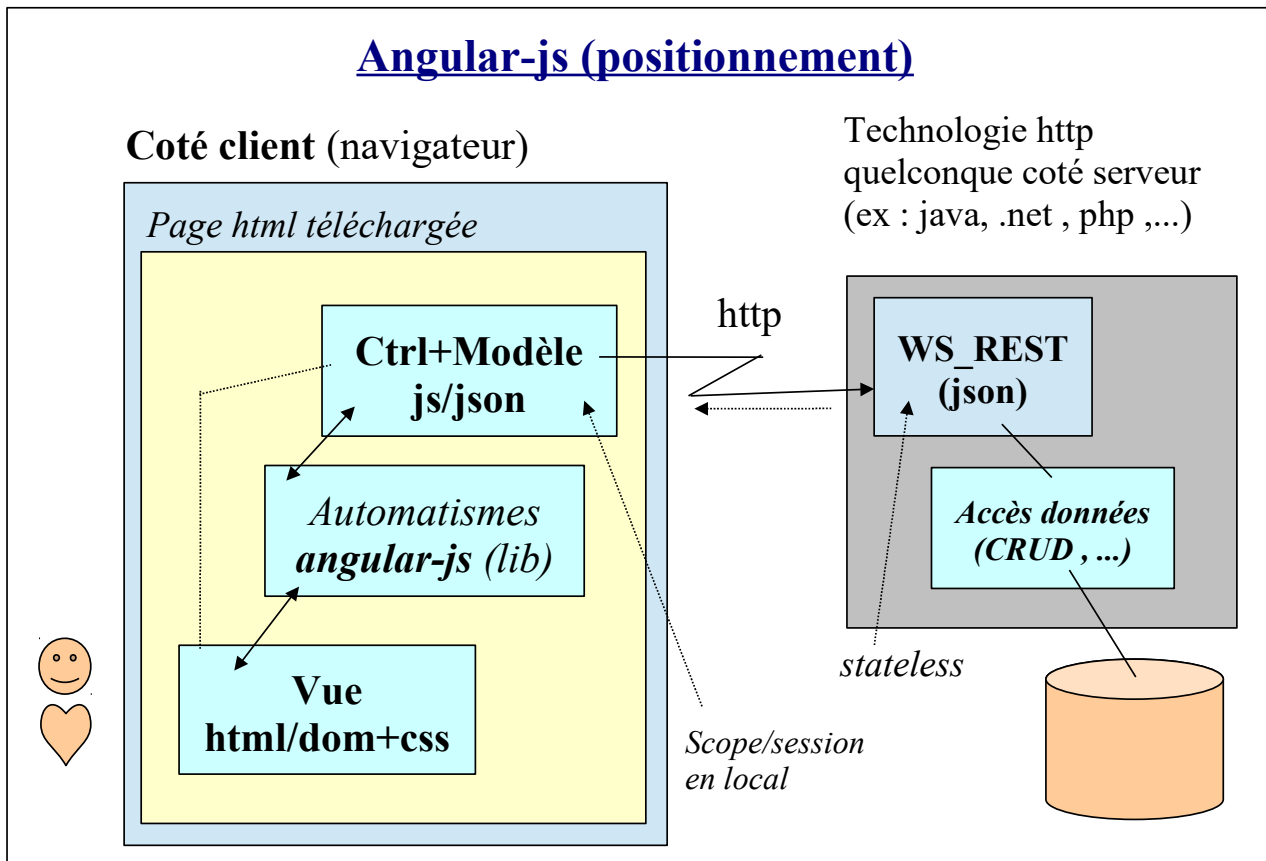 Angular-js (positionnement)
Coté client (navigateur)
Technologie http
quelconque coté serveur
(ex : java, .net , php ,...)
Page html téléchargée
Ctrl+Modèle
js/json
http
WS_REST
(json)
Automatismes
angular-js (lib)
Accès données
(CRUD , ...)
Vue
html/dom+css
stateless
Scope/session
en local